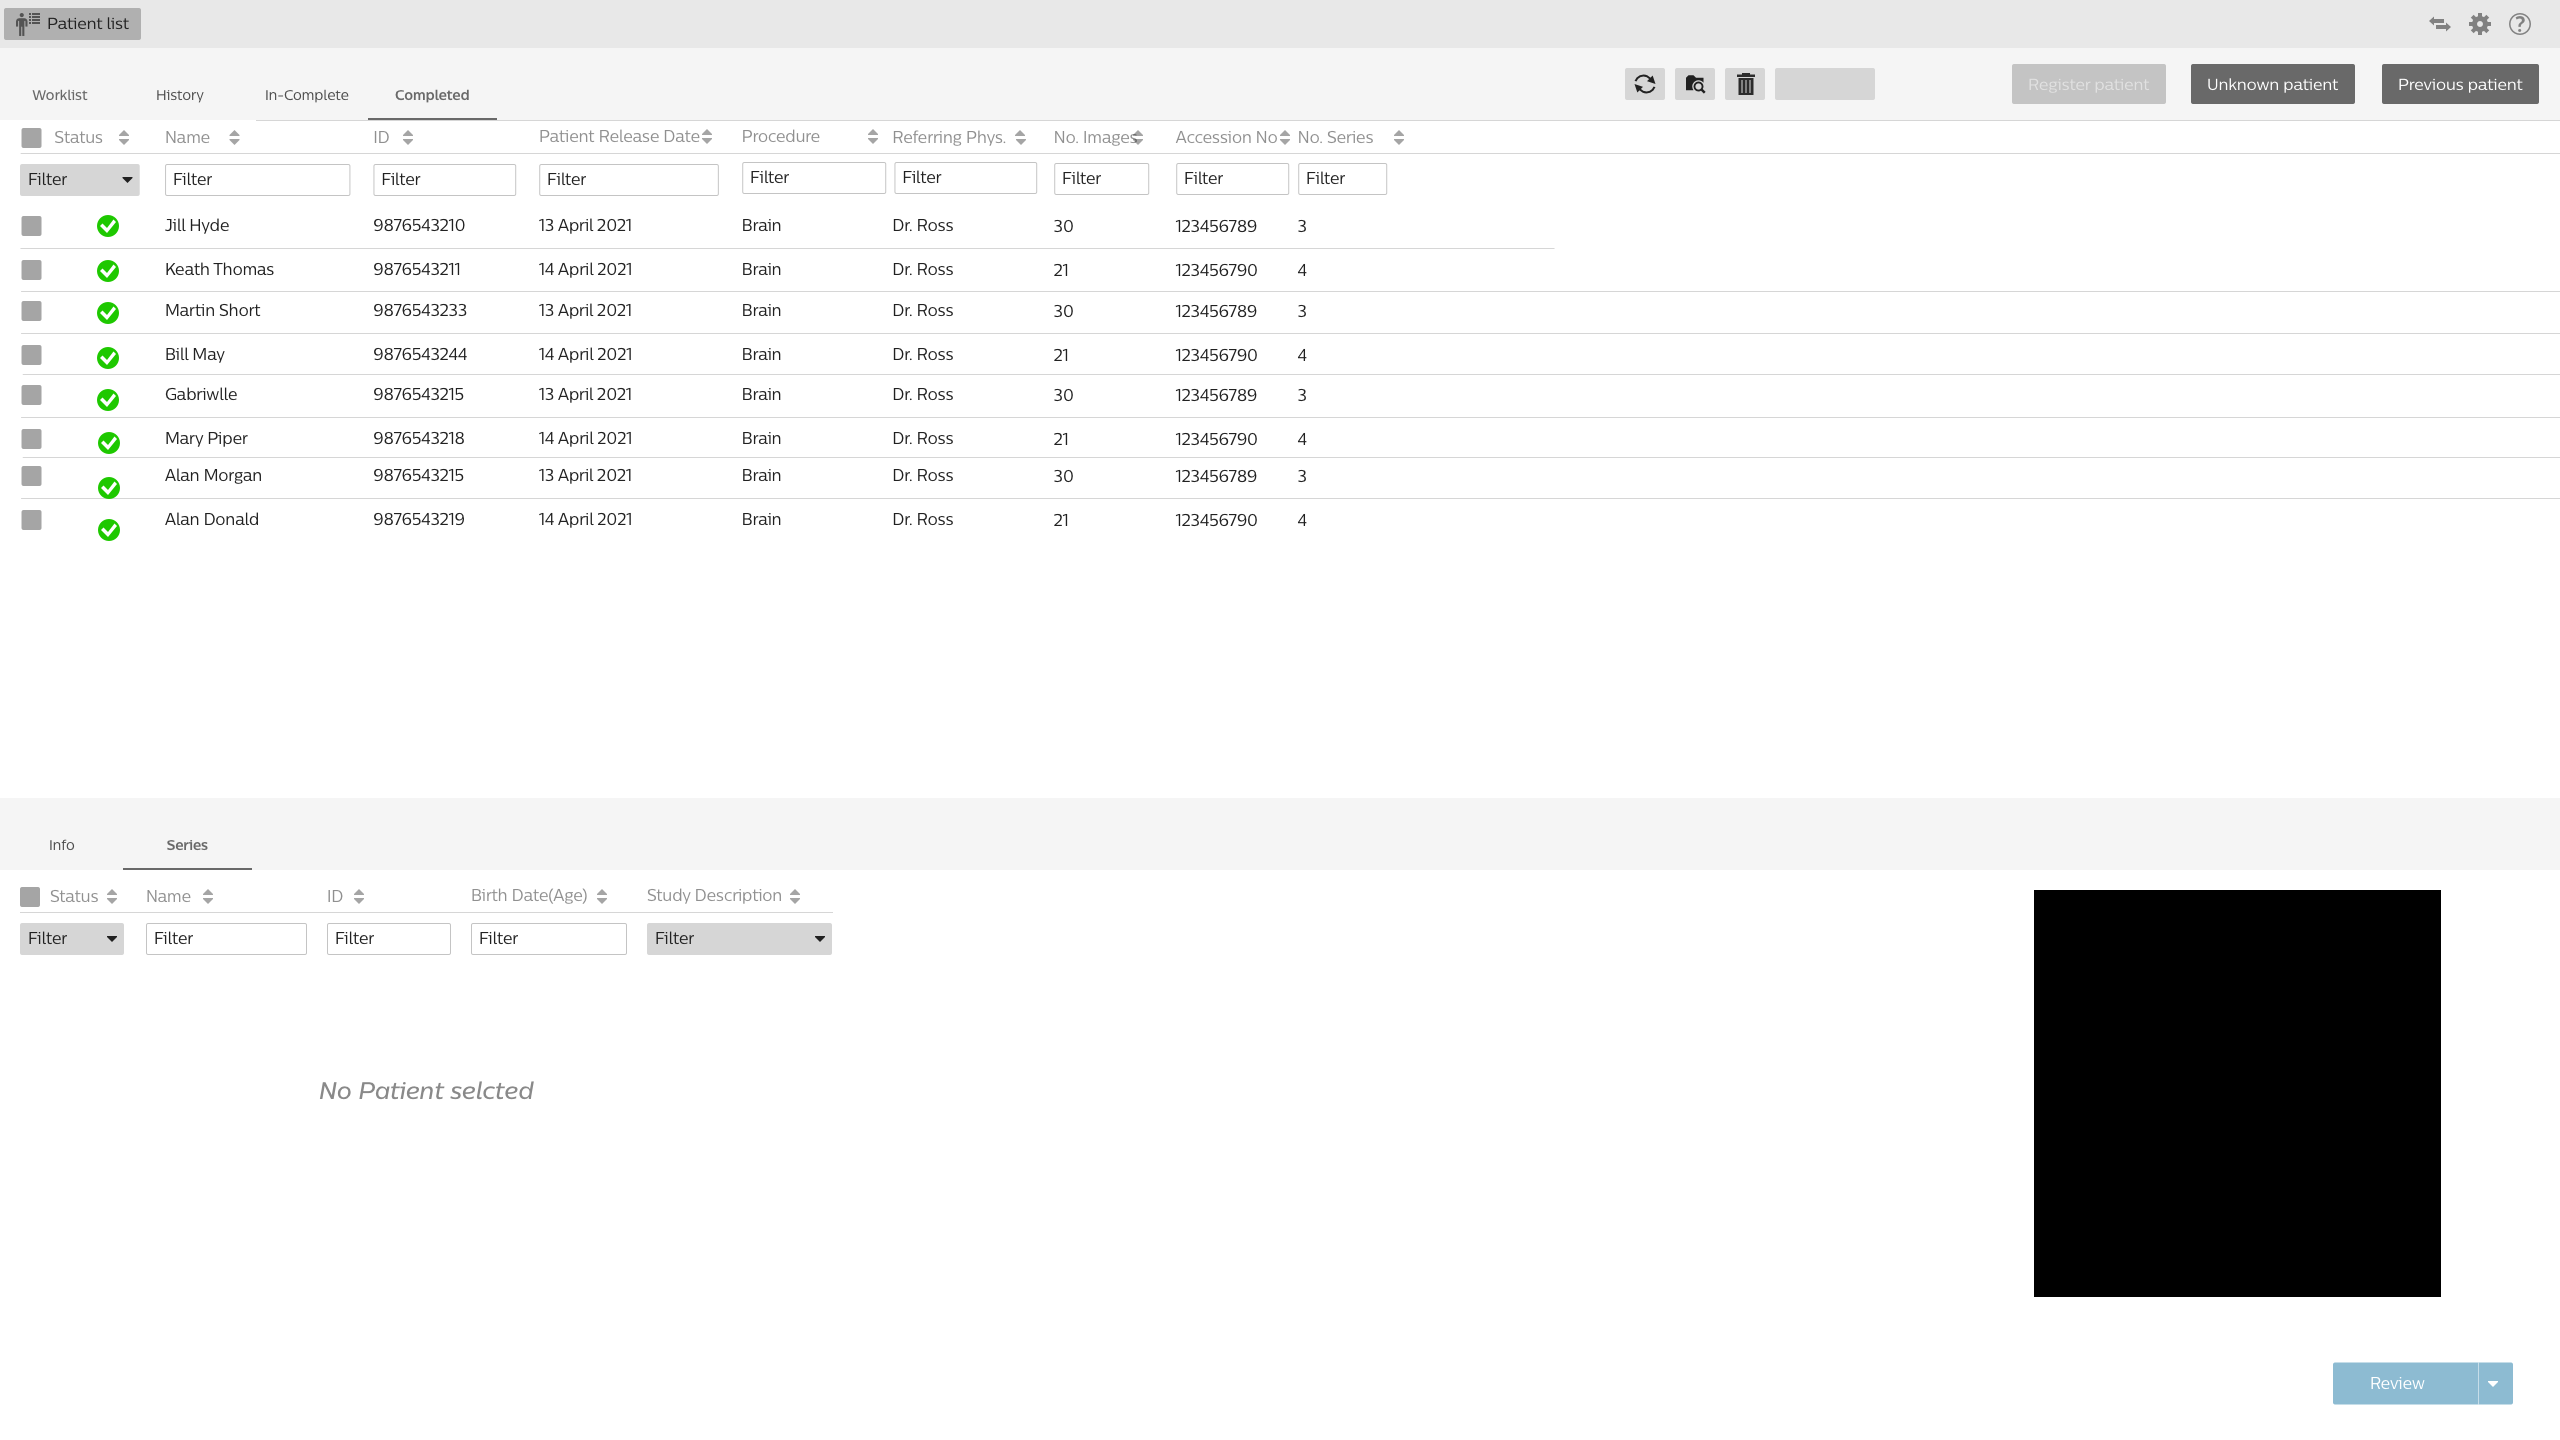 Patient list
Worklist History In-Complete Completed Register patient Unknown patient Previous patient
Status Name ID Patient Release Date Procedure Referring Phys. No. Images Accession No No. Series
Filter Filter Filter Filter Filter Filter Filter Filter Filter
Jill Hyde 9876543210 13 April 2021 Brain Dr. Ross 30 123456789 3
Keath Thomas 9876543211 14 April 2021 Brain Dr. Ross 21 123456790 4
Martin Short 9876543233 13 April 2021 Brain Dr. Ross 30 123456789 3
Bill May 9876543244 14 April 2021 Brain Dr. Ross 21 123456790 4
Gabriwlle 9876543215 13 April 2021 Brain Dr. Ross 30 123456789 3
Mary Piper 9876543218 14 April 2021 Brain Dr. Ross 21 123456790 4
Alan Morgan 9876543215 13 April 2021 Brain Dr. Ross 30 123456789 3
Alan Donald 9876543219 14 April 2021 Brain Dr. Ross 21 123456790 4
Info Series
Status Name ID Birth Date(Age) Study Description
Filter Filter Filter Filter Filter
No Patient selcted
Review